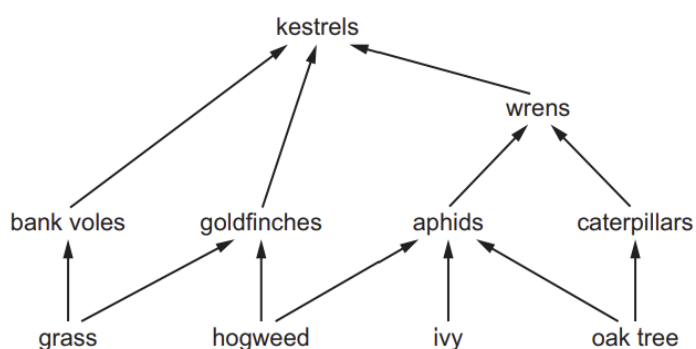 kestrels
wrens
bank voles goldfinches aphids caterpillars
grass hogweed ivy oak tree